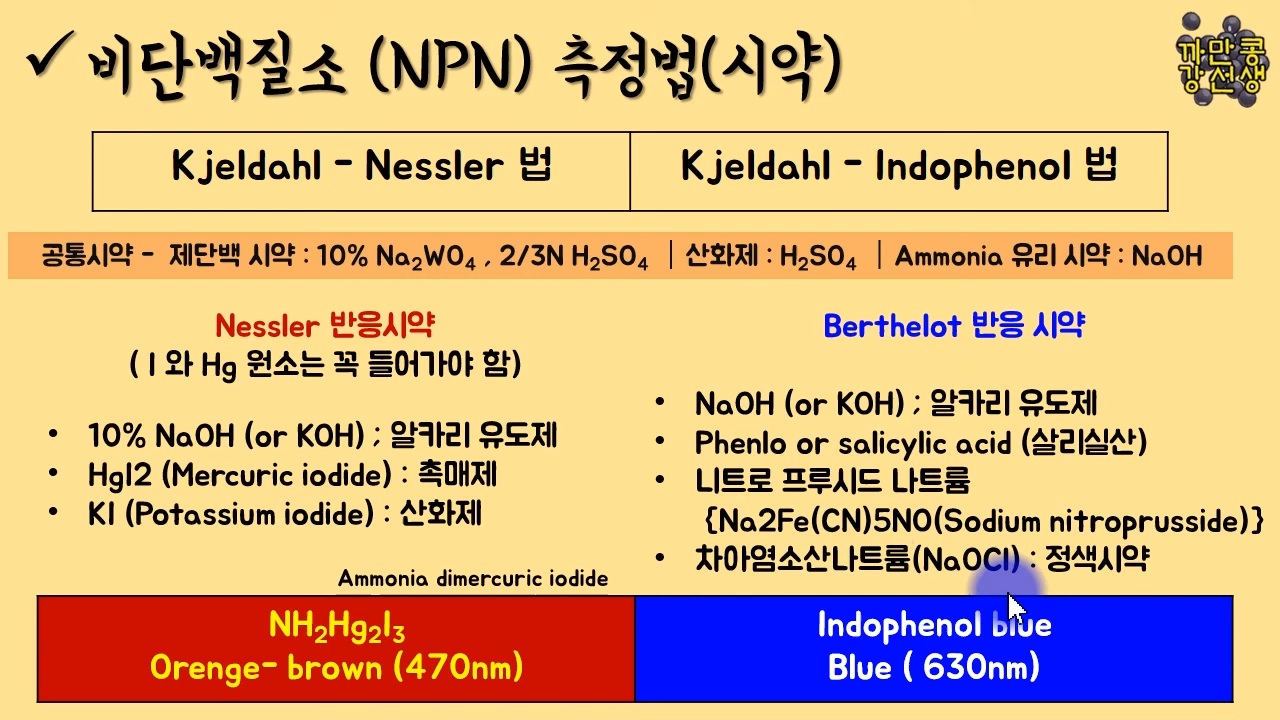 ✓ 비단백질소 (NPN) 측정법(시약)
까만콩
강선생
Kjeldahl - Nessler 법
Kjeldahl - Indophenol 법
공통시약 - 제단백 시약 : 10% Na₂WO₄ , 2/3N H₂SO₄ | 산화제 : H₂SO₄ | Ammonia 유리 시약 : NaOH
Nessler 반응시약
( I 와 Hg 원소는 꼭 들어가야 함)
• 10% NaOH (or KOH) ; 알카리 유도제
• HgI2 (Mercuric iodide) : 촉매제
• KI (Potassium iodide) : 산화제
Ammonia dimercuric iodide
NH₂Hg₂I₃
Orenge- brown (470nm)
Berthelot 반응 시약
• NaOH (or KOH) ; 알카리 유도제
• Phenlo or salicylic acid (살리실산)
• 니트로 프루시드 나트륨
{Na2Fe(CN)5NO(Sodium nitroprusside)}
• 차아염소산나트륨(NaOCl) : 정색시약
Indophenol blue
Blue ( 630nm)